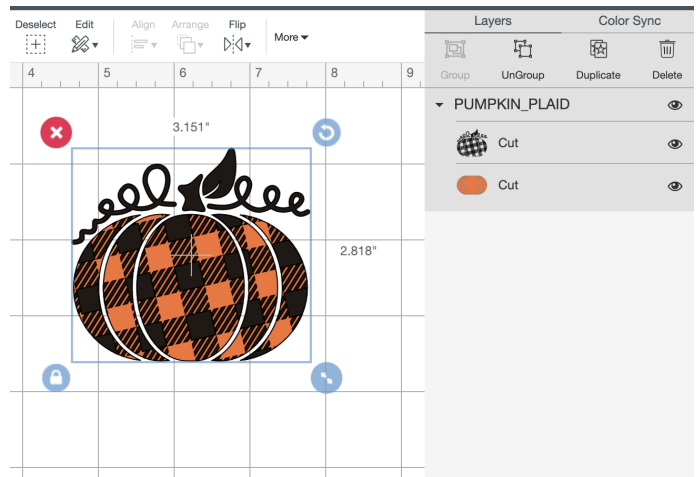 Deselect Edit Align Arrange Flip More
Layers Color Sync
Group UnGroup Duplicate Delete
4 5 6 7 8 9
PUMPKIN_PLAID
3.151"
Cut
Cut
2.818"